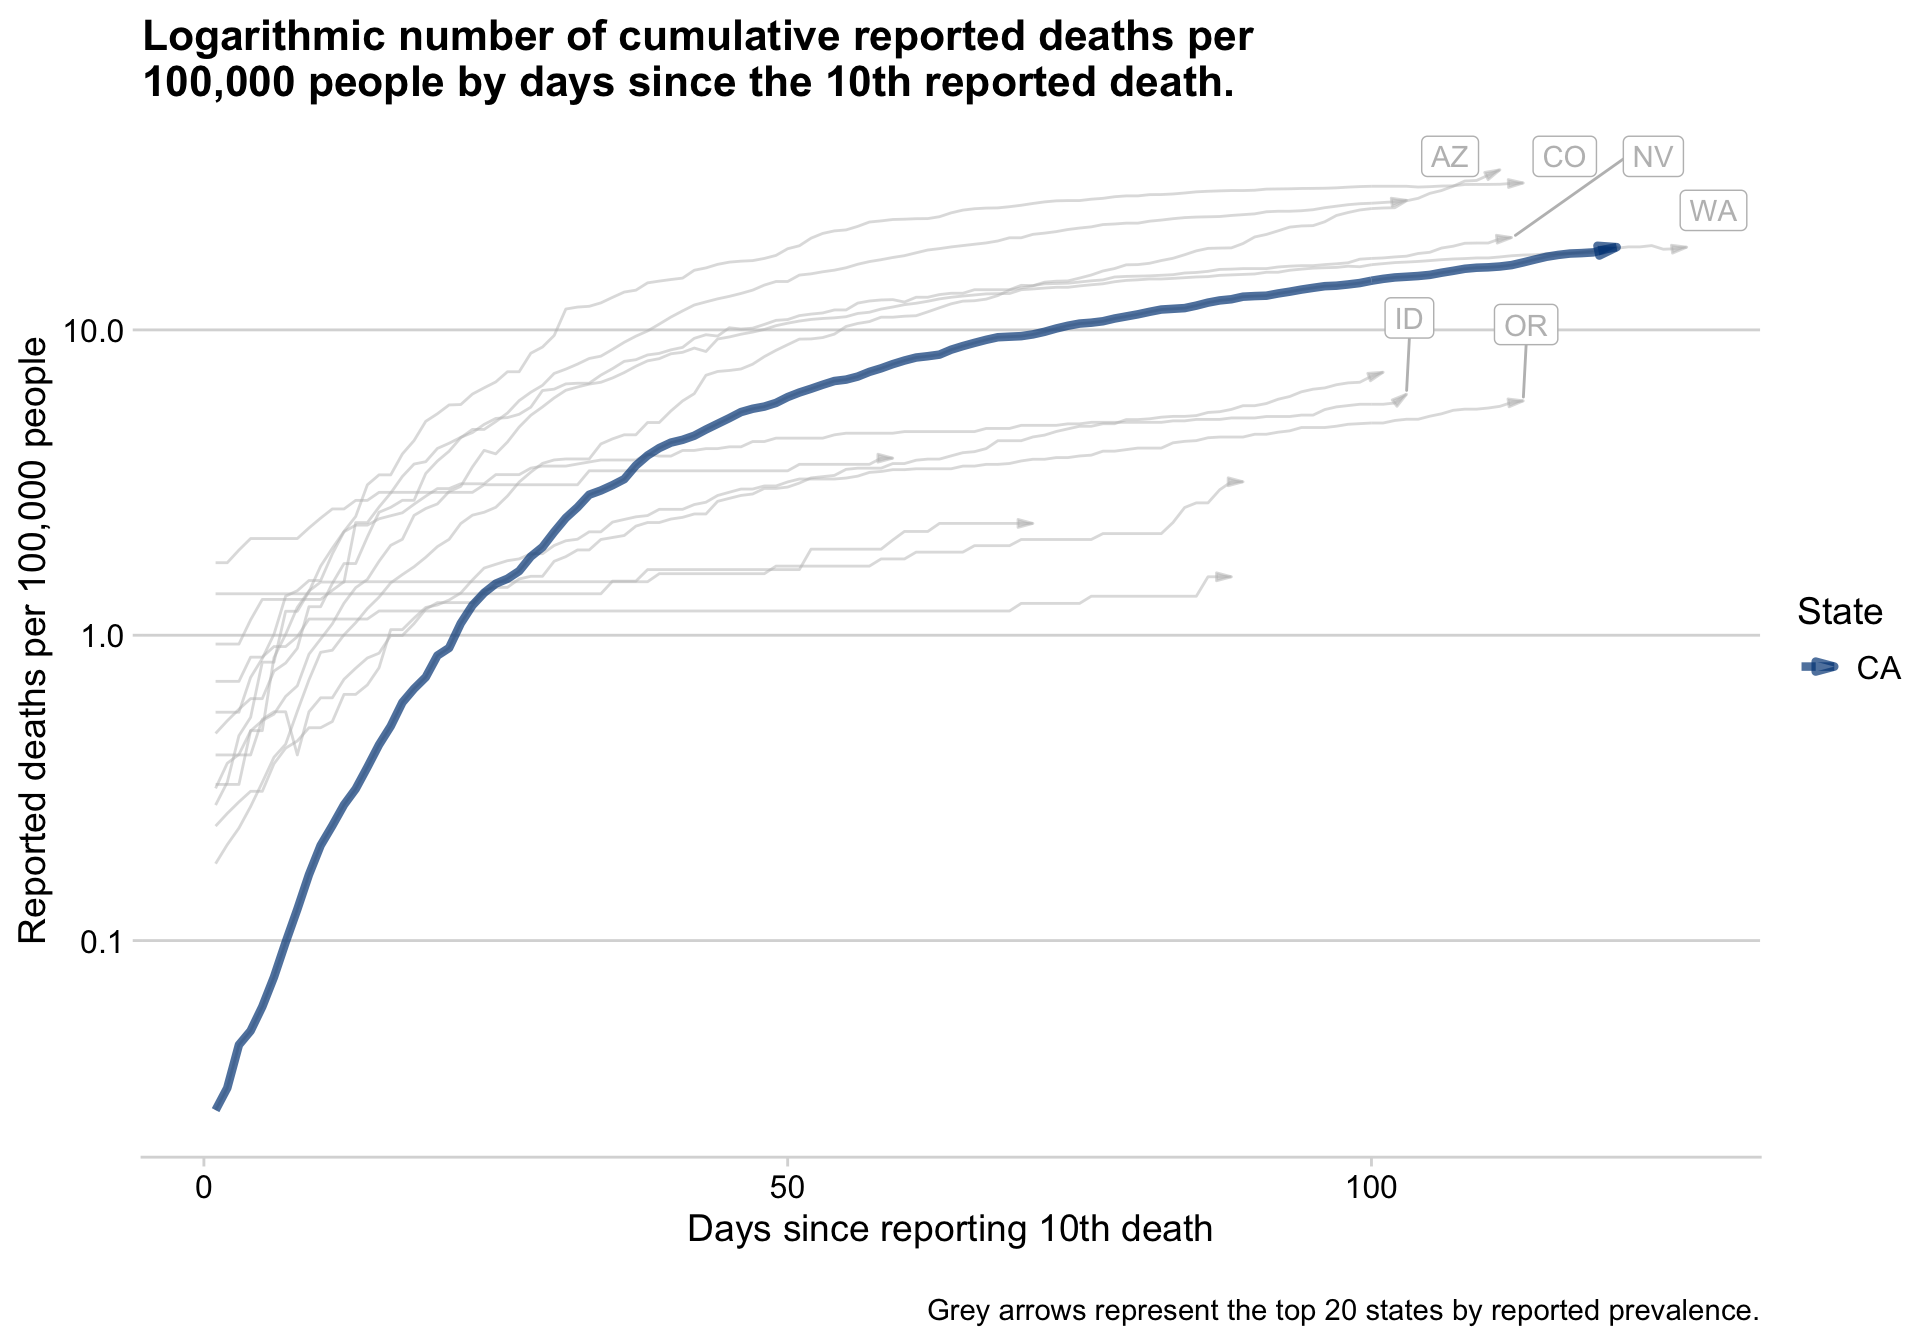 Logarithmic number of cumulative reported deaths per
100,000 people by days since the 10th reported death.
AZ
CO
NV
WA
ID
OR
Reported deaths per 100,000 people
10.0
1.0
0.1
State
CA
0
50
100
Days since reporting 10th death
Grey arrows represent the top 20 states by reported prevalence.